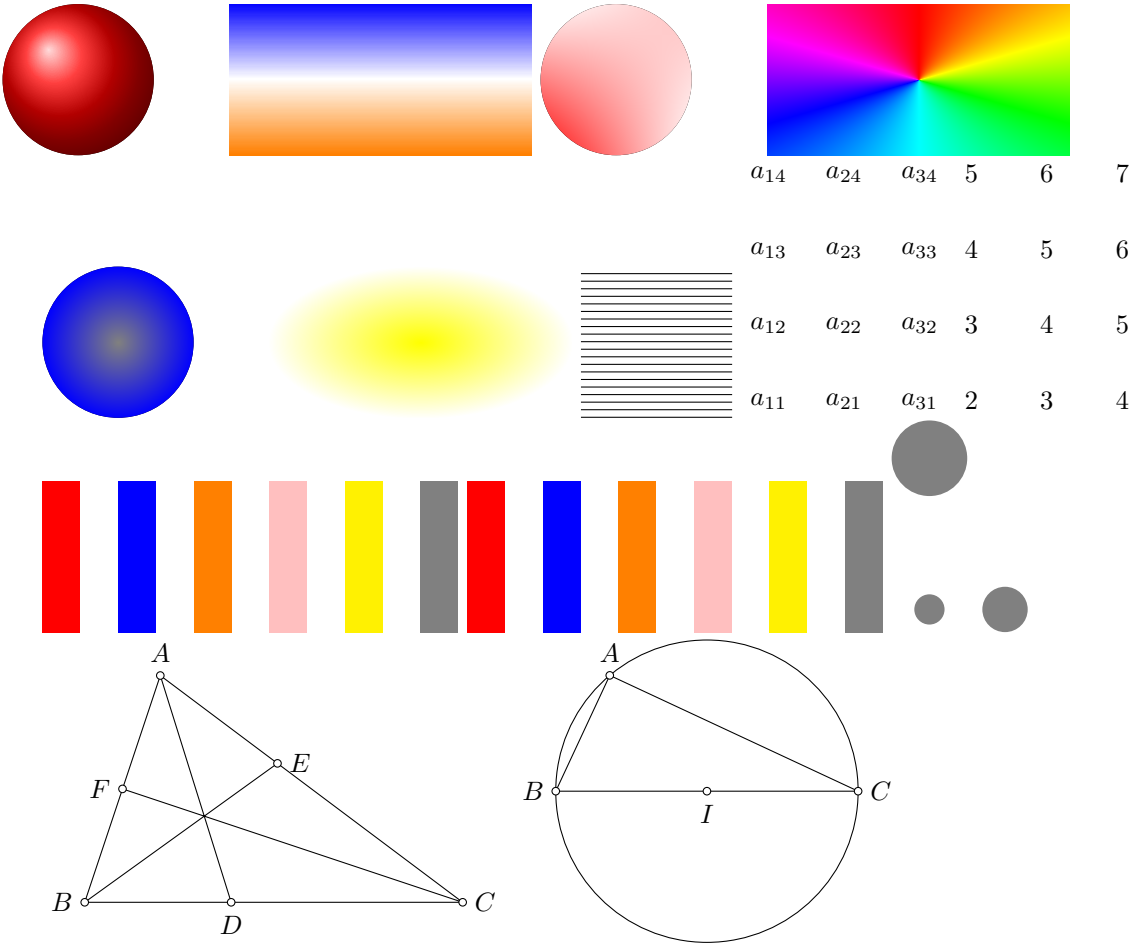 a₁₄ a₂₄ a₃₄ 5 6 7
a₁₃ a₂₃ a₃₃ 4 5 6
a₁₂ a₂₂ a₃₂ 3 4 5
a₁₁ a₂₁ a₃₁ 2 3 4
A A
E
F
B C
I
B C
D